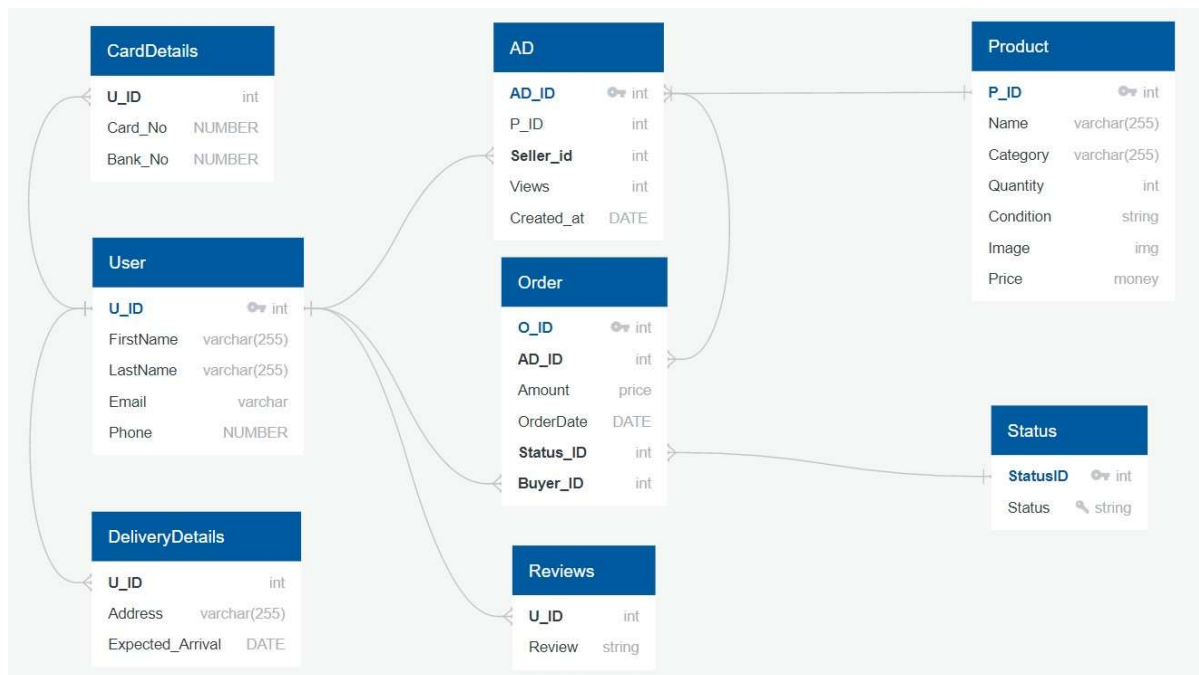 CardDetails
U_ID int
Card_No NUMBER
Bank_No NUMBER
User
U_ID int
FirstName varchar(255)
LastName varchar(255)
Email varchar
Phone NUMBER
DeliveryDetails
U_ID int
Address varchar(255)
Expected_Arrival DATE
AD
AD_ID int
P_ID int
Seller_id int
Views int
Created_at DATE
Order
O_ID int
AD_ID int
Amount price
OrderDate DATE
Status_ID int
Buyer_ID int
Reviews
U_ID int
Review string
Product
P_ID int
Name varchar(255)
Category varchar(255)
Quantity int
Condition string
Image img
Price money
Status
StatusID int
Status string